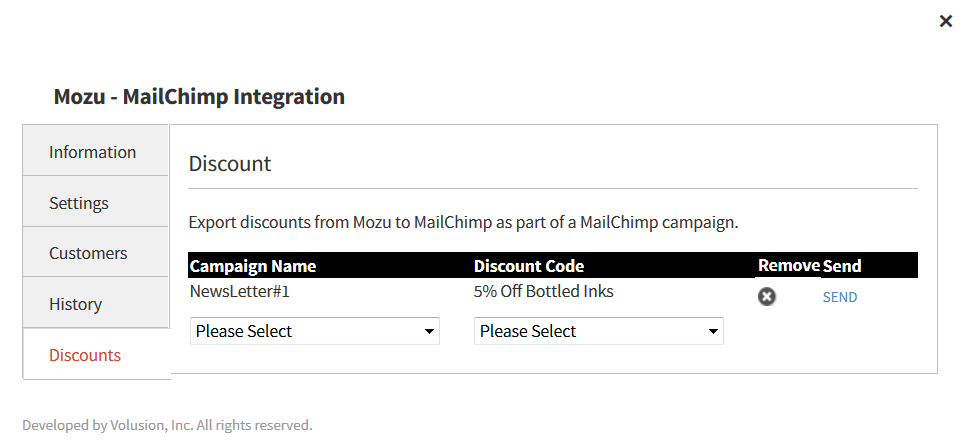 Mozu - MailChimp Integration
Information
Settings
Customers
History
Discounts
Discount
Export discounts from Mozu to MailChimp as part of a MailChimp campaign.
Campaign Name Discount Code Remove Send
NewsLetter#1 5% Off Bottled Inks SEND
Please Select Please Select
Developed by Volusion, Inc. All rights reserved.